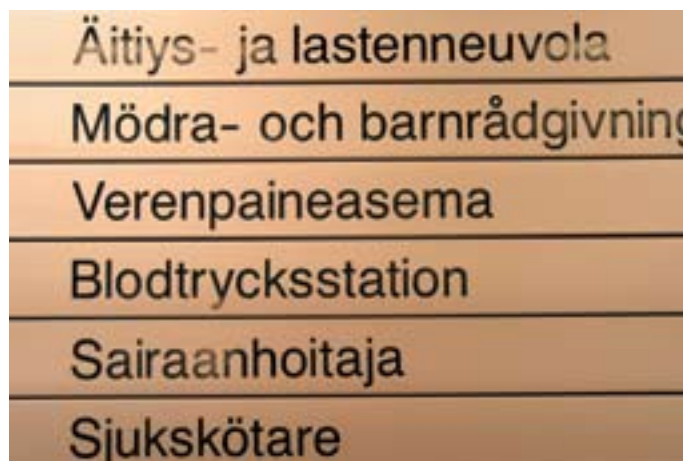 Äitiys- ja lastenneuvola
Mödra- och barnrådgivning
Verenpaineasema
Blodtrycksstation
Sairaanhoitaja
Sjukskötare